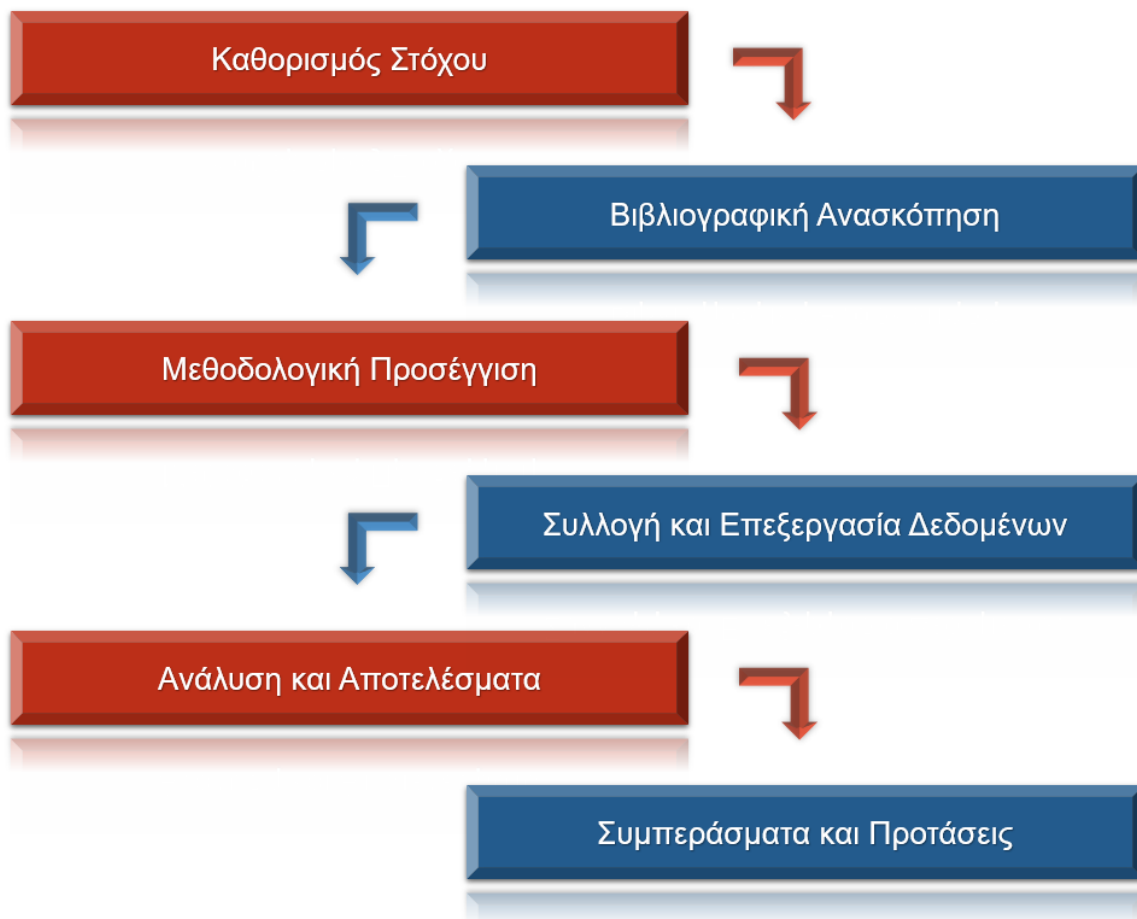 Καθορισμός Στόχου
Βιβλιογραφική Ανασκόπηση
Μεθοδολογική Προσέγγιση
Συλλογή και Επεξεργασία Δεδομένων
Ανάλυση και Αποτελέσματα
Συμπεράσματα και Προτάσεις